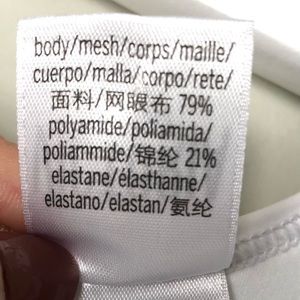 body/mesh/corps/maille/
cuerpo/malla/corpo/rete/
面料/网眼布 79%
polyamide/poliamida/
poliammide/锦纶 21%
elastane/élasthanne/
elastano/elastan/氨纶